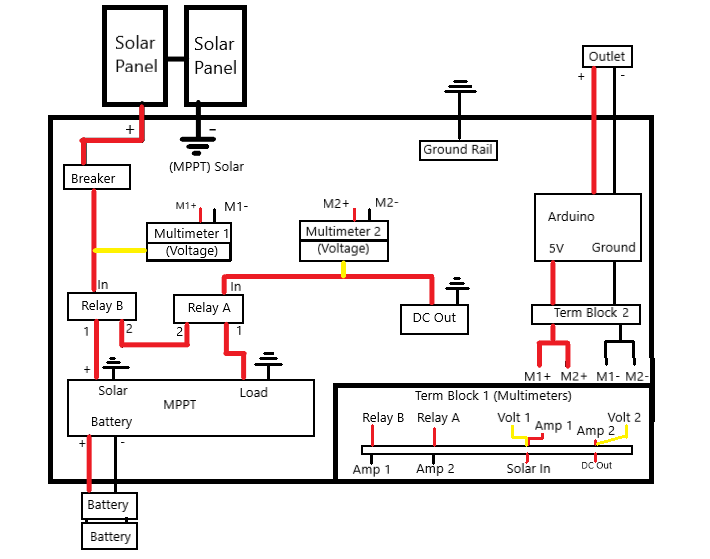 Solar
Panel
Solar
Panel
Outlet
+
-
+
-
(MPPT) Solar
Ground Rail
Breaker
M1+
M1-
Multimeter 1
(Voltage)
M2+
M2-
Multimeter 2
(Voltage)
Arduino
5V
Ground
In
Relay B
1
2
In
Relay A
2
1
DC Out
Term Block 2
M1+
M2+
M1-
M2-
+
Solar
Load
MPPT
Battery
+
-
Battery
Battery
Term Block 1 (Multimeters)
Relay B
Relay A
Volt 1
Amp 1
Amp 2
Volt 2
Amp 1
Amp 2
Solar In
DC Out